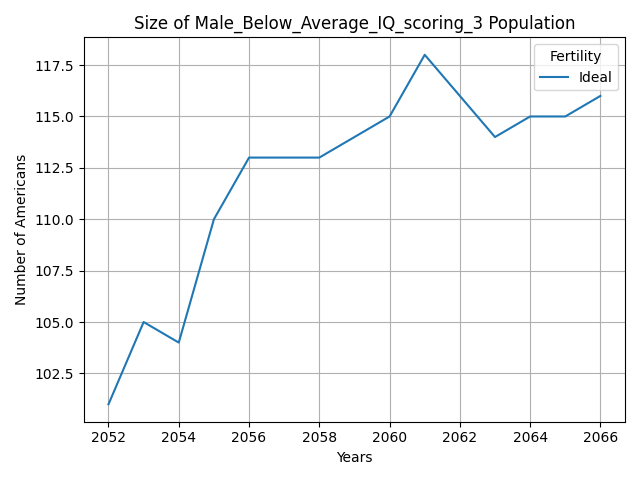 Size of Male_Below_Average_IQ_scoring_3 Population
Fertility
Ideal
117.5
115.0
112.5
110.0
107.5
105.0
102.5
Number of Americans
2052 2054 2056 2058 2060 2062 2064 2066
Years